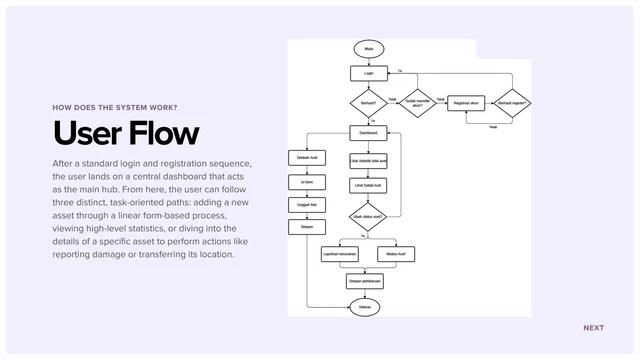 HOW DOES THE SYSTEM WORK?
User Flow
After a standard login and registration sequence,
the user lands on a central dashboard that acts
as the main hub. From here, the user can follow
three distinct, task-oriented paths: adding a new
asset through a linear form-based process,
viewing high-level statistics, or diving into the
details of a specific asset to perform actions like
reporting damage or transferring its location.
Mulai
Login
Ya
Berhasil?
Tidak
Sudah memiliki
akun?
Tidak
Registrasi akun
Berhasil register?
Tidak
Ya
Dashboard
Tambah Aset
Lihat statistik total aset
Isi form
Lihat Detail Aset
Unggah foto
Simpan
Ubah status aset?
Ya
Laporkan kerusakan
Mutasi Aset
Simpan pembaruan
Selesai
NEXT